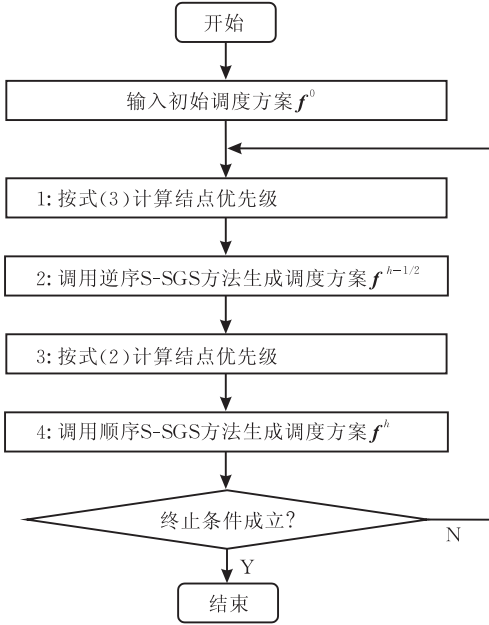 开始
输入初始调度方案f⁰
1:按式(3)计算结点优先级
2:调用逆序S-SGS方法生成调度方案f^{h−1/2}
3:按式(2)计算结点优先级
4:调用顺序S-SGS方法生成调度方案f^h
终止条件成立?
N
Y
结束